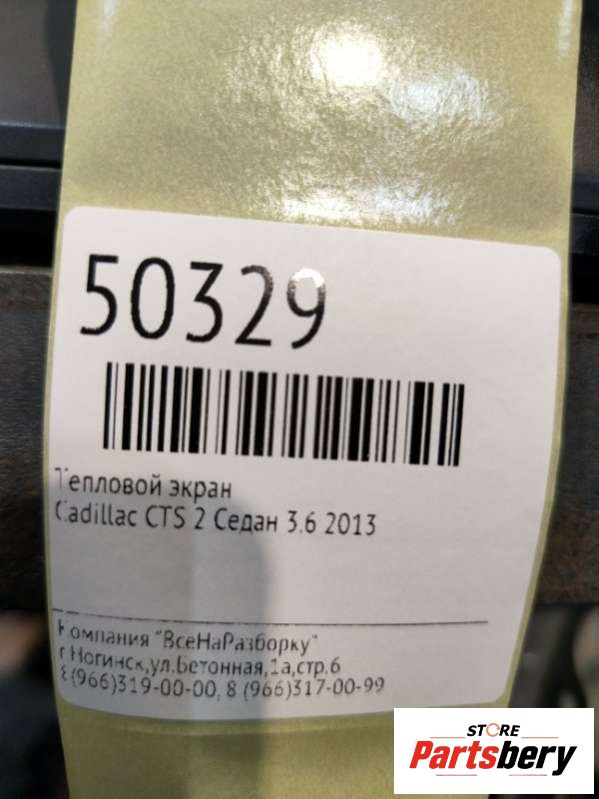 50329
Тепловой экран
Cadillac CTS 2 Седан 3.6 2013
Компания "ВсеНаРазборку"
г.Ногинск,ул.Бетонная,1а,стр.6
8(966)319-00-00, 8 (966)317-00-99
STORE
Partsbery